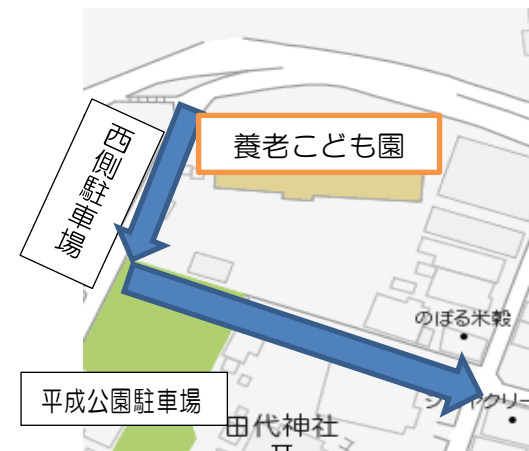 養老こども園
西側駐車場
のぼる米穀
平成公園駐車場
田代神社